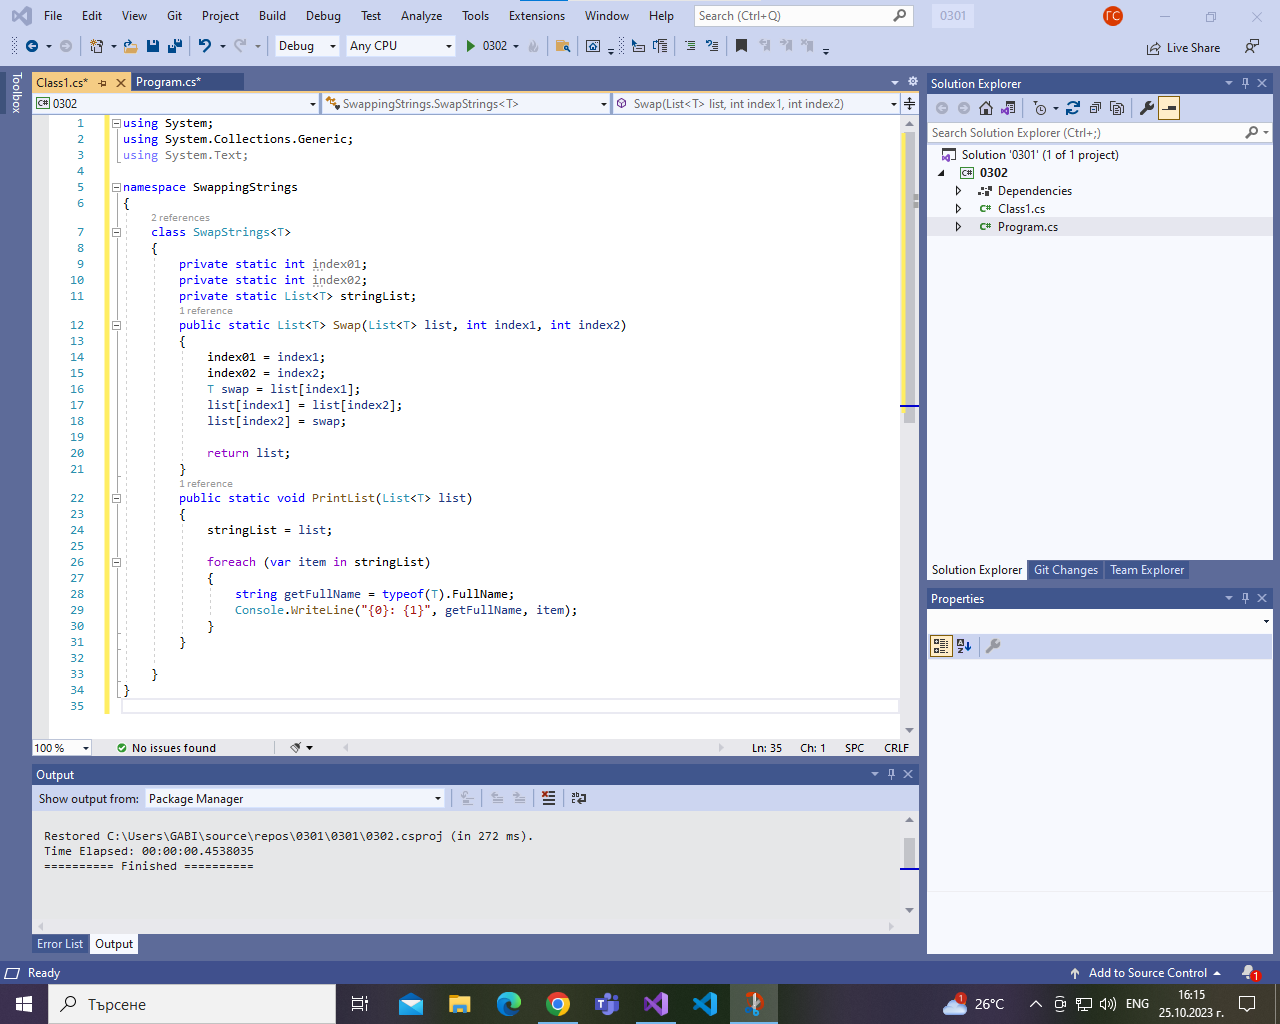 File Edit View Git Project Build Debug Test Analyze Tools Extensions Window Help Search (Ctrl+Q) 0301 ГС
Debug Any CPU 0302 Live Share
Toolbox
Class1.cs* Program.cs*
C# 0302 SwappingStrings.SwapStrings<T> Swap(List<T> list, int index1, int index2)
1 using System;
2 using System.Collections.Generic;
3 using System.Text;
4
5 namespace SwappingStrings
6 {
2 references
7 class SwapStrings<T>
8 {
9 private static int index01;
10 private static int index02;
11 private static List<T> stringList;
1 reference
12 public static List<T> Swap(List<T> list, int index1, int index2)
13 {
14 index01 = index1;
15 index02 = index2;
16 T swap = list[index1];
17 list[index1] = list[index2];
18 list[index2] = swap;
19
20 return list;
21 }
1 reference
22 public static void PrintList(List<T> list)
23 {
24 stringList = list;
25
26 foreach (var item in stringList)
27 {
28 string getFullName = typeof(T).FullName;
29 Console.WriteLine("{0}: {1}", getFullName, item);
30 }
31 }
32
33 }
34 }
35
100 % No issues found Ln: 35 Ch: 1 SPC CRLF
Output
Show output from: Package Manager
Restored C:\Users\GABI\source\repos\0301\0301\0302.csproj (in 272 ms).
Time Elapsed: 00:00:00.4538035
========== Finished ==========
Error List Output
Solution Explorer
Search Solution Explorer (Ctrl+;)
Solution '0301' (1 of 1 project)
C# 0302
Dependencies
C# Class1.cs
C# Program.cs
Solution Explorer Git Changes Team Explorer
Properties
Ready Add to Source Control 1
Търсене 1 26°C ENG 16:15
25.10.2023 г.